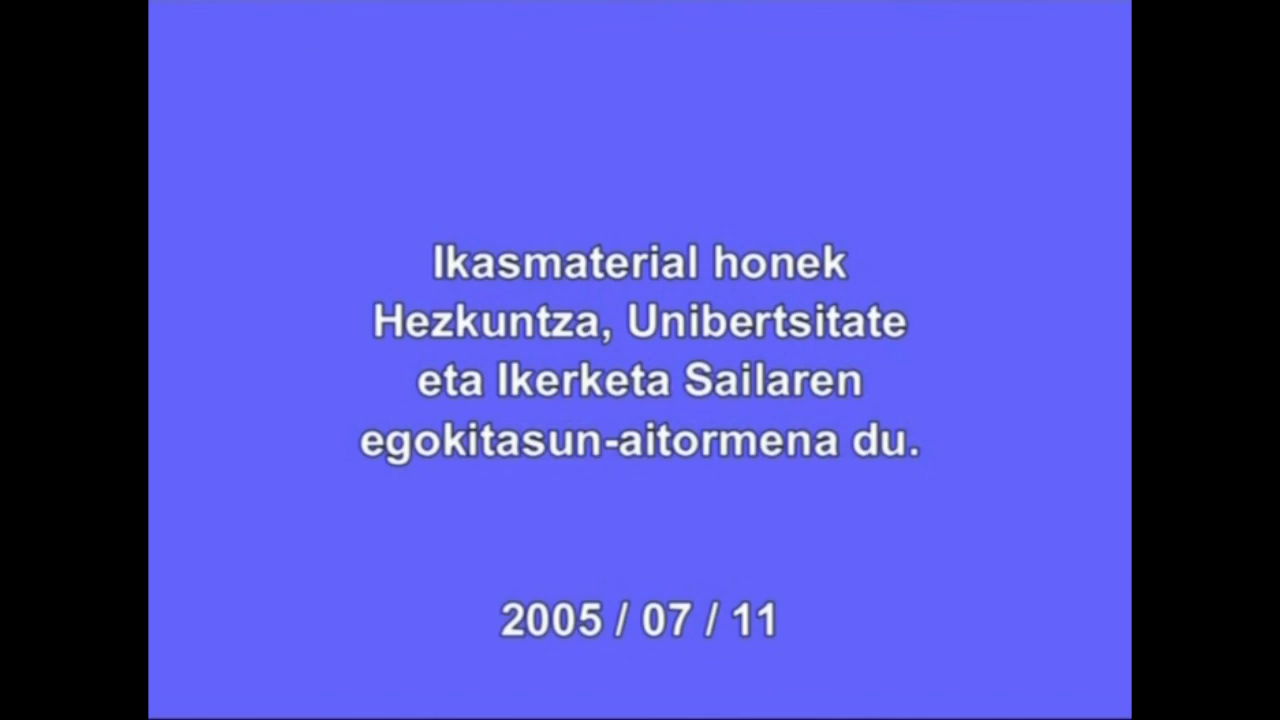 Ikasmaterial honek
Hezkuntza, Unibertsitate
eta Ikerketa Sailaren
egokitasun-aitormena du.
2005 / 07 / 11